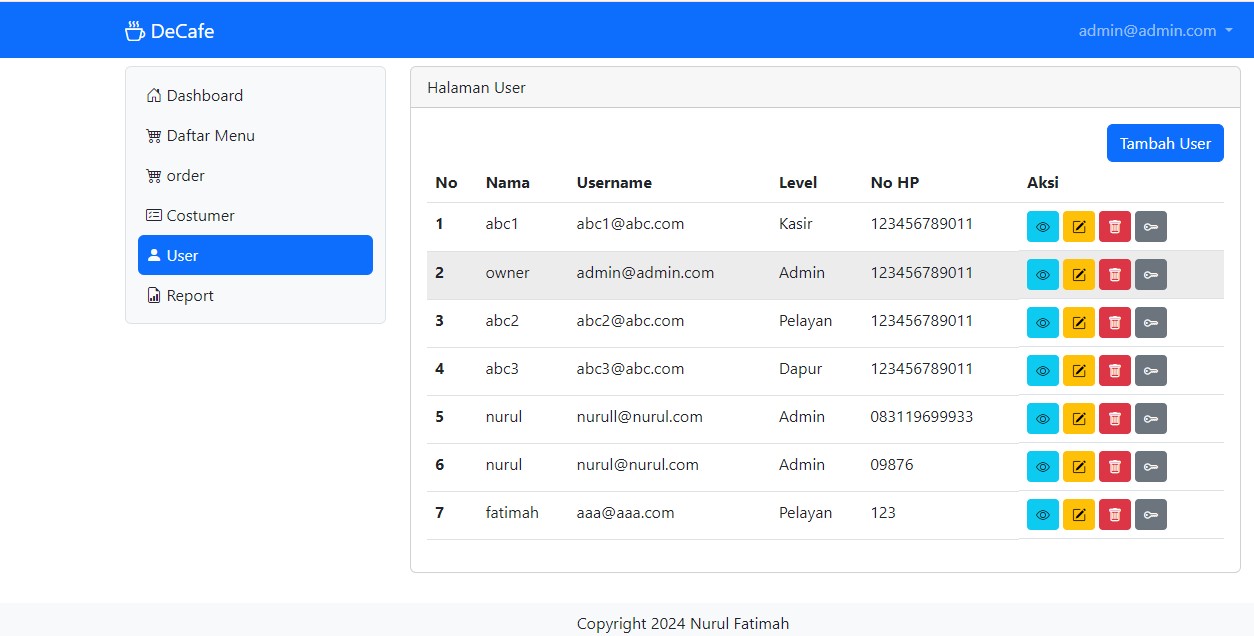 DeCafe
admin@admin.com
Dashboard
Daftar Menu
order
Costumer
User
Report
Halaman User
Tambah User
No Nama Username Level No HP Aksi
1 abc1 abc1@abc.com Kasir 123456789011
2 owner admin@admin.com Admin 123456789011
3 abc2 abc2@abc.com Pelayan 123456789011
4 abc3 abc3@abc.com Dapur 123456789011
5 nurul nurull@nurul.com Admin 083119699933
6 nurul nurul@nurul.com Admin 09876
7 fatimah aaa@aaa.com Pelayan 123
Copyright 2024 Nurul Fatimah